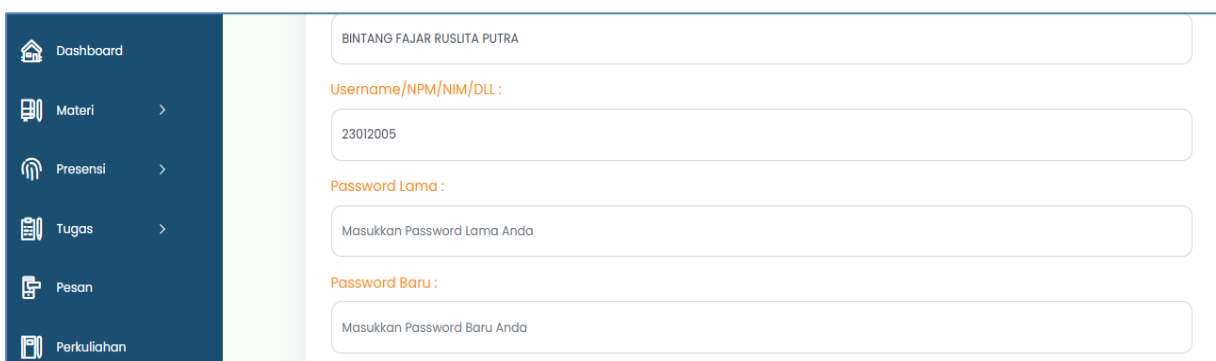 Dashboard
Materi
Presensi
Tugas
Pesan
Perkuliahan
BINTANG FAJAR RUSLITA PUTRA
Username/NPM/NIM/DLL :
23012005
Password Lama :
Masukkan Password Lama Anda
Password Baru :
Masukkan Password Baru Anda